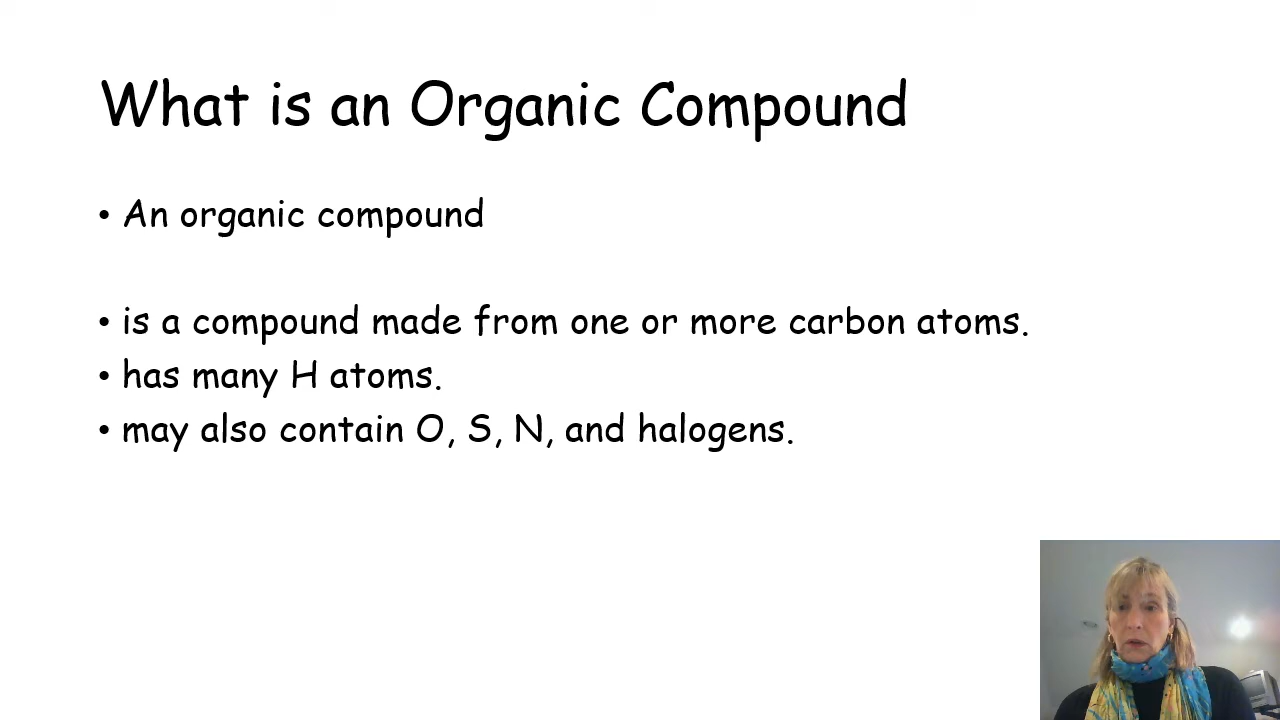 What is an Organic Compound
• An organic compound
• is a compound made from one or more carbon atoms.
• has many H atoms.
• may also contain O, S, N, and halogens.